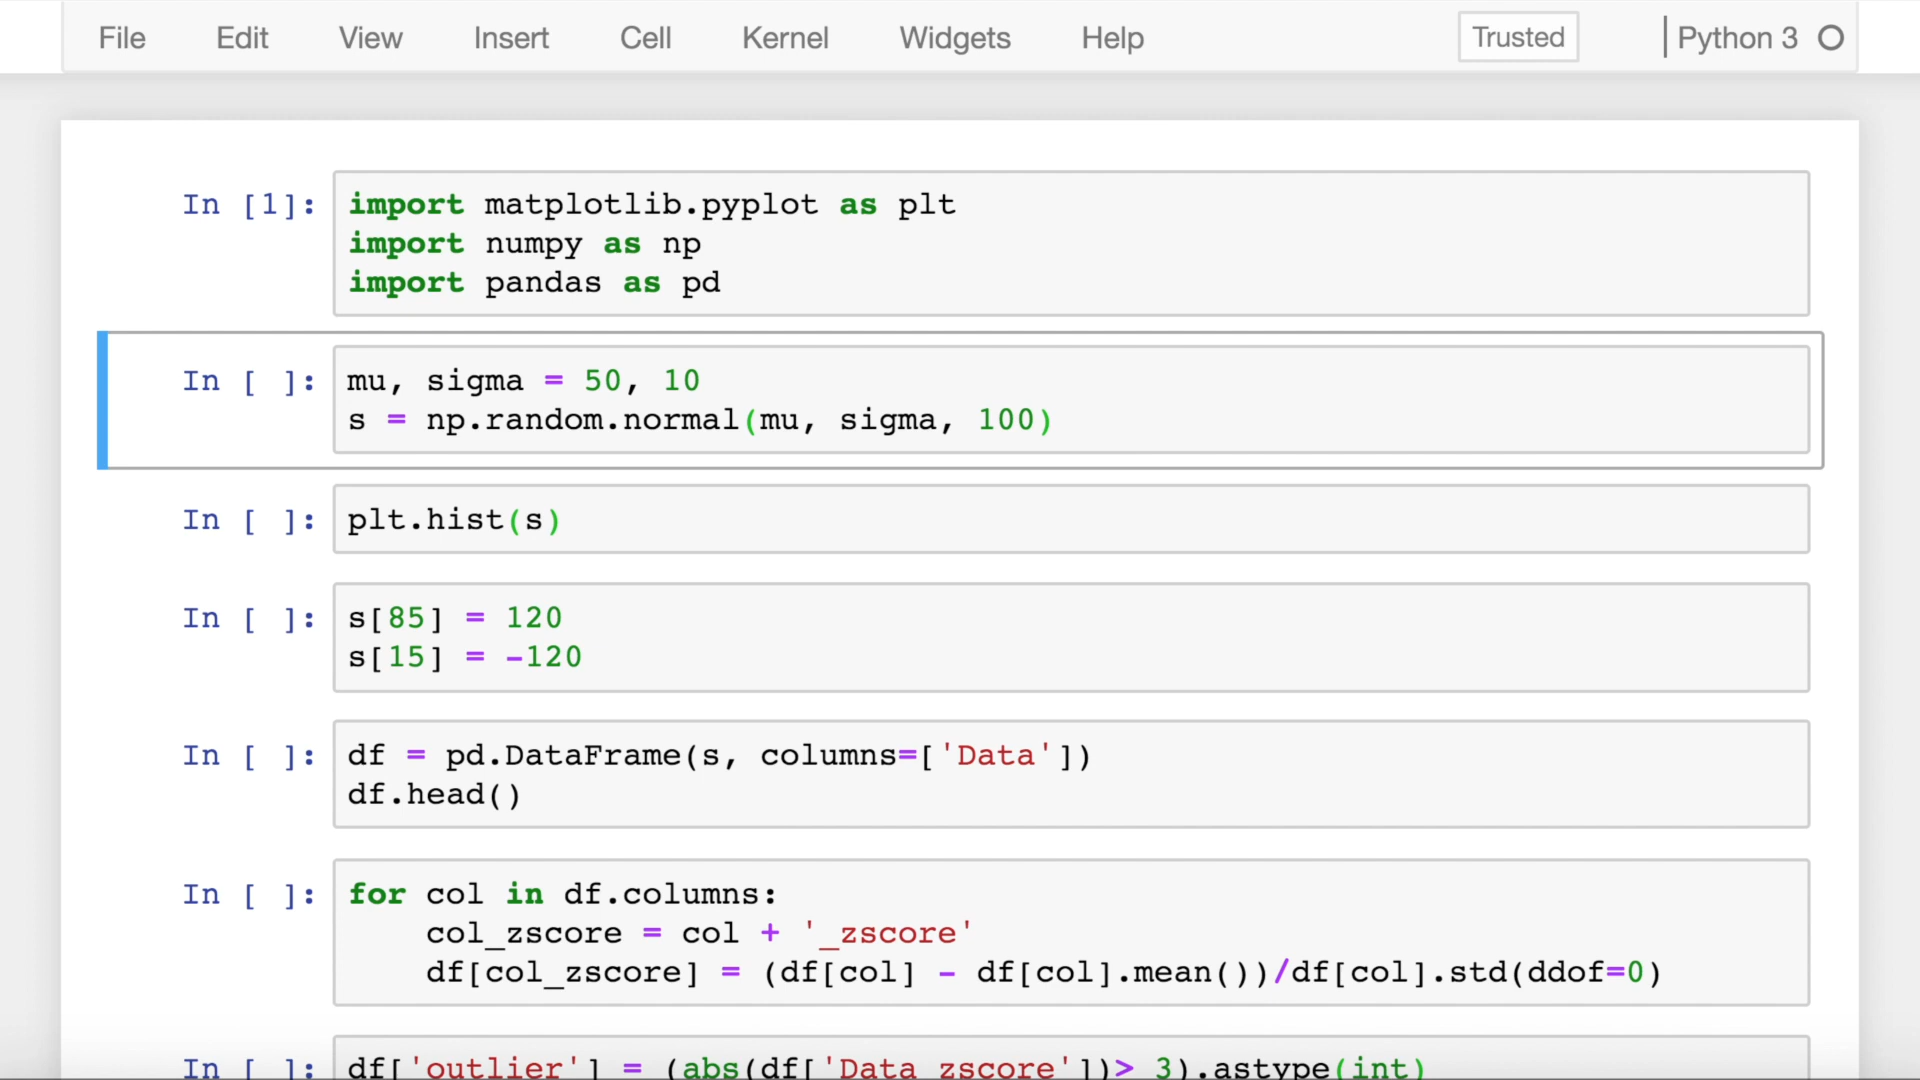 File Edit View Insert Cell Kernel Widgets Help Trusted Python 3
In [1]: import matplotlib.pyplot as plt
import numpy as np
import pandas as pd
In [ ]: mu, sigma = 50, 10
s = np.random.normal(mu, sigma, 100)
In [ ]: plt.hist(s)
In [ ]: s[85] = 120
s[15] = -120
In [ ]: df = pd.DataFrame(s, columns=['Data'])
df.head()
In [ ]: for col in df.columns:
    col_zscore = col + '_zscore'
    df[col_zscore] = (df[col] - df[col].mean())/df[col].std(ddof=0)
In [ ]: df['outlier'] = (abs(df['Data_zscore'])> 3).astype(int)